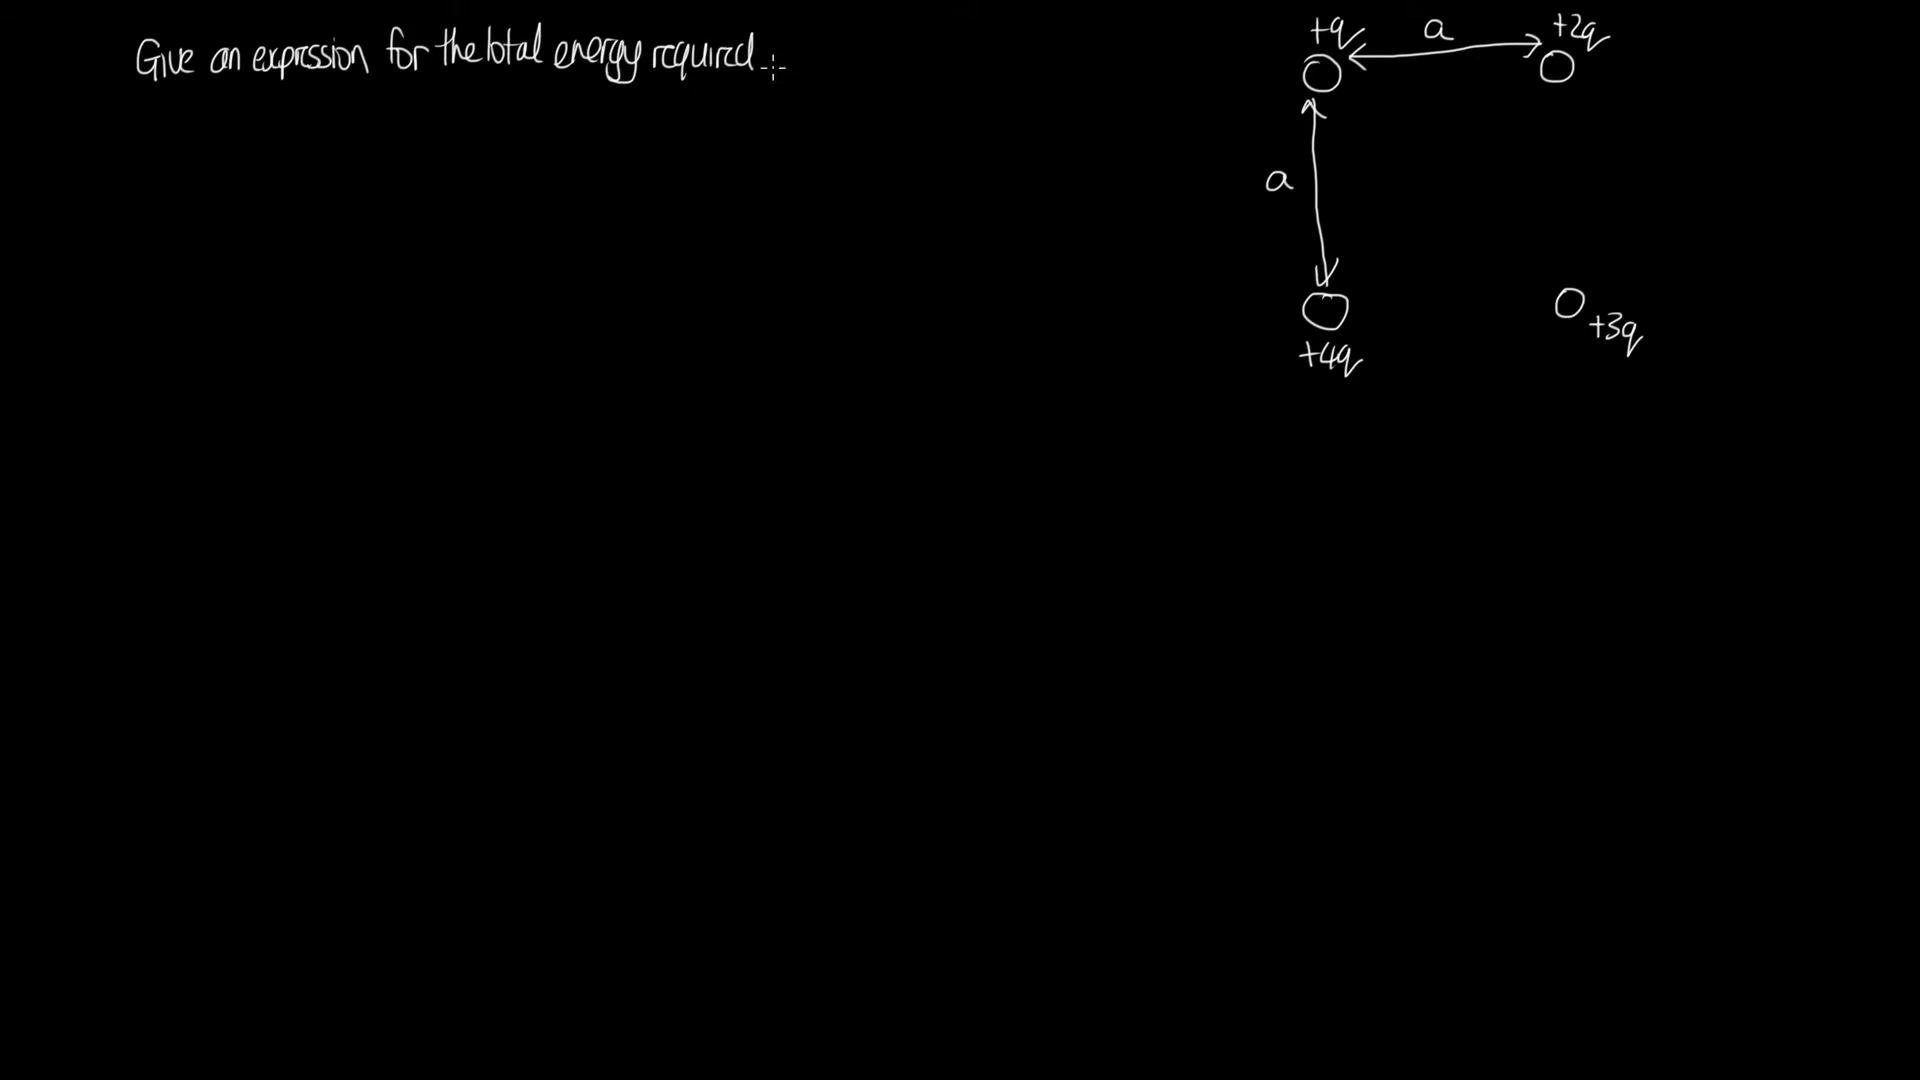 Give an expression for the total energy required
+q
a
+2q
a
+3q
+4q